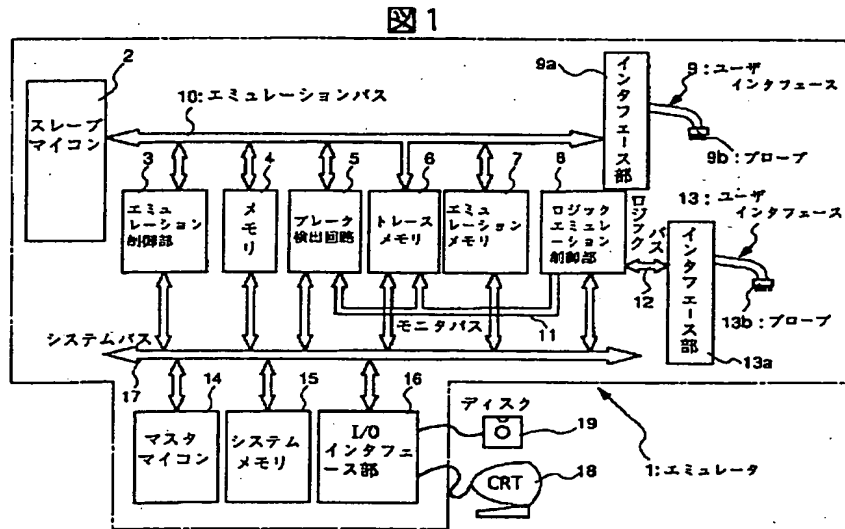 図1
2
スレーブ
マイコン
10:エミュレーションバス
9a
インタフェース部
9:ユーザ
インタフェース
9b:プローブ
3
エミュ
レーション
制御部
4
メモリ
5
ブレーク
検出回路
6
トレース
メモリ
7
エミュ
レーション
メモリ
8
ロジック
エミュレー
ション
制御部
ロジック
バス
12
13:ユーザ
インタフェース
インタフェース部
13a
13b:プローブ
モニタバス
11
システムバス
17
14
マスタ
マイコン
15
システム
メモリ
16
I/O
インタフェ
ース部
ディスク
19
CRT
18
1:エミュレータ